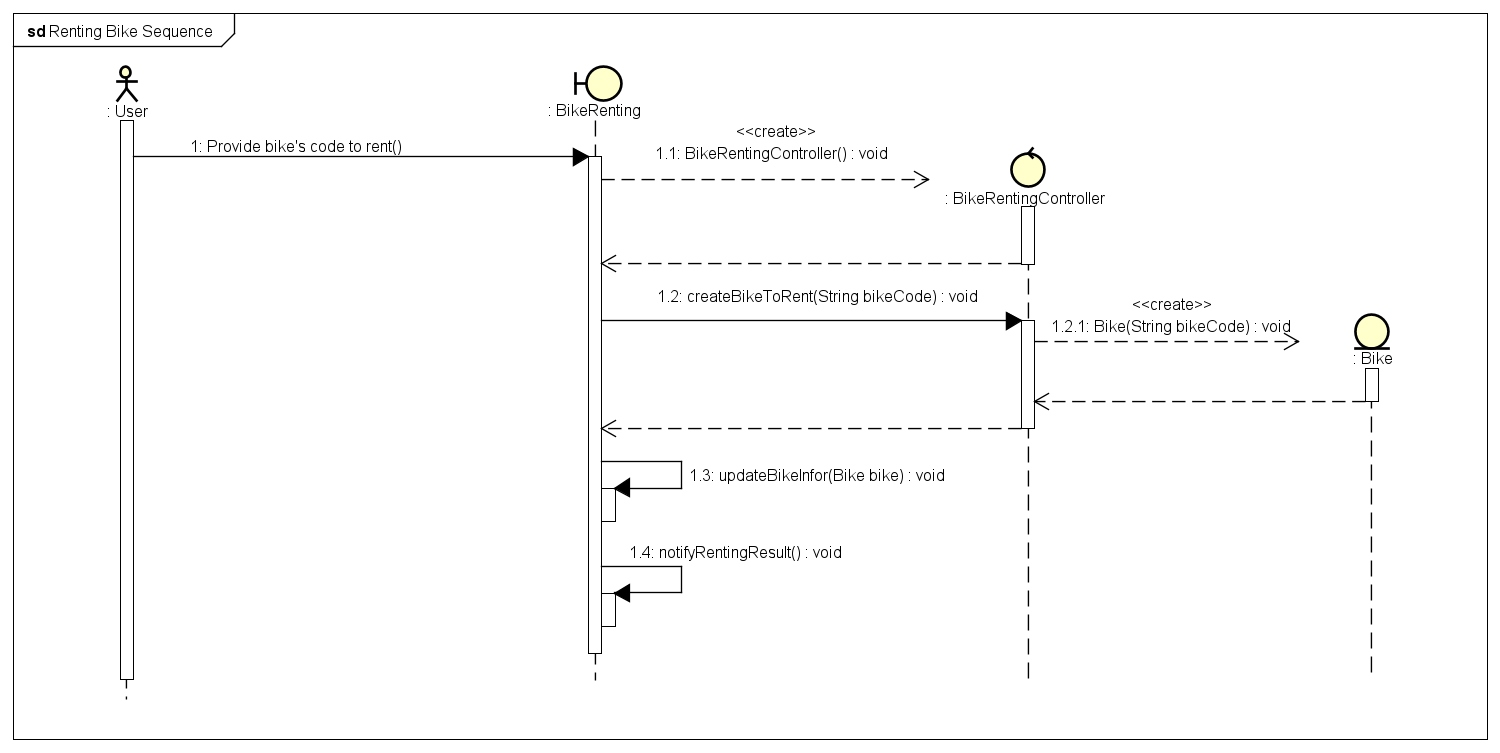 sd Renting Bike Sequence
: User
: BikeRenting
<<create>>
1: Provide bike's code to rent()
1.1: BikeRentingController() : void
: BikeRentingController
1.2: createBikeToRent(String bikeCode) : void
<<create>>
1.2.1: Bike(String bikeCode) : void
: Bike
1.3: updateBikeInfor(Bike bike) : void
1.4: notifyRentingResult() : void